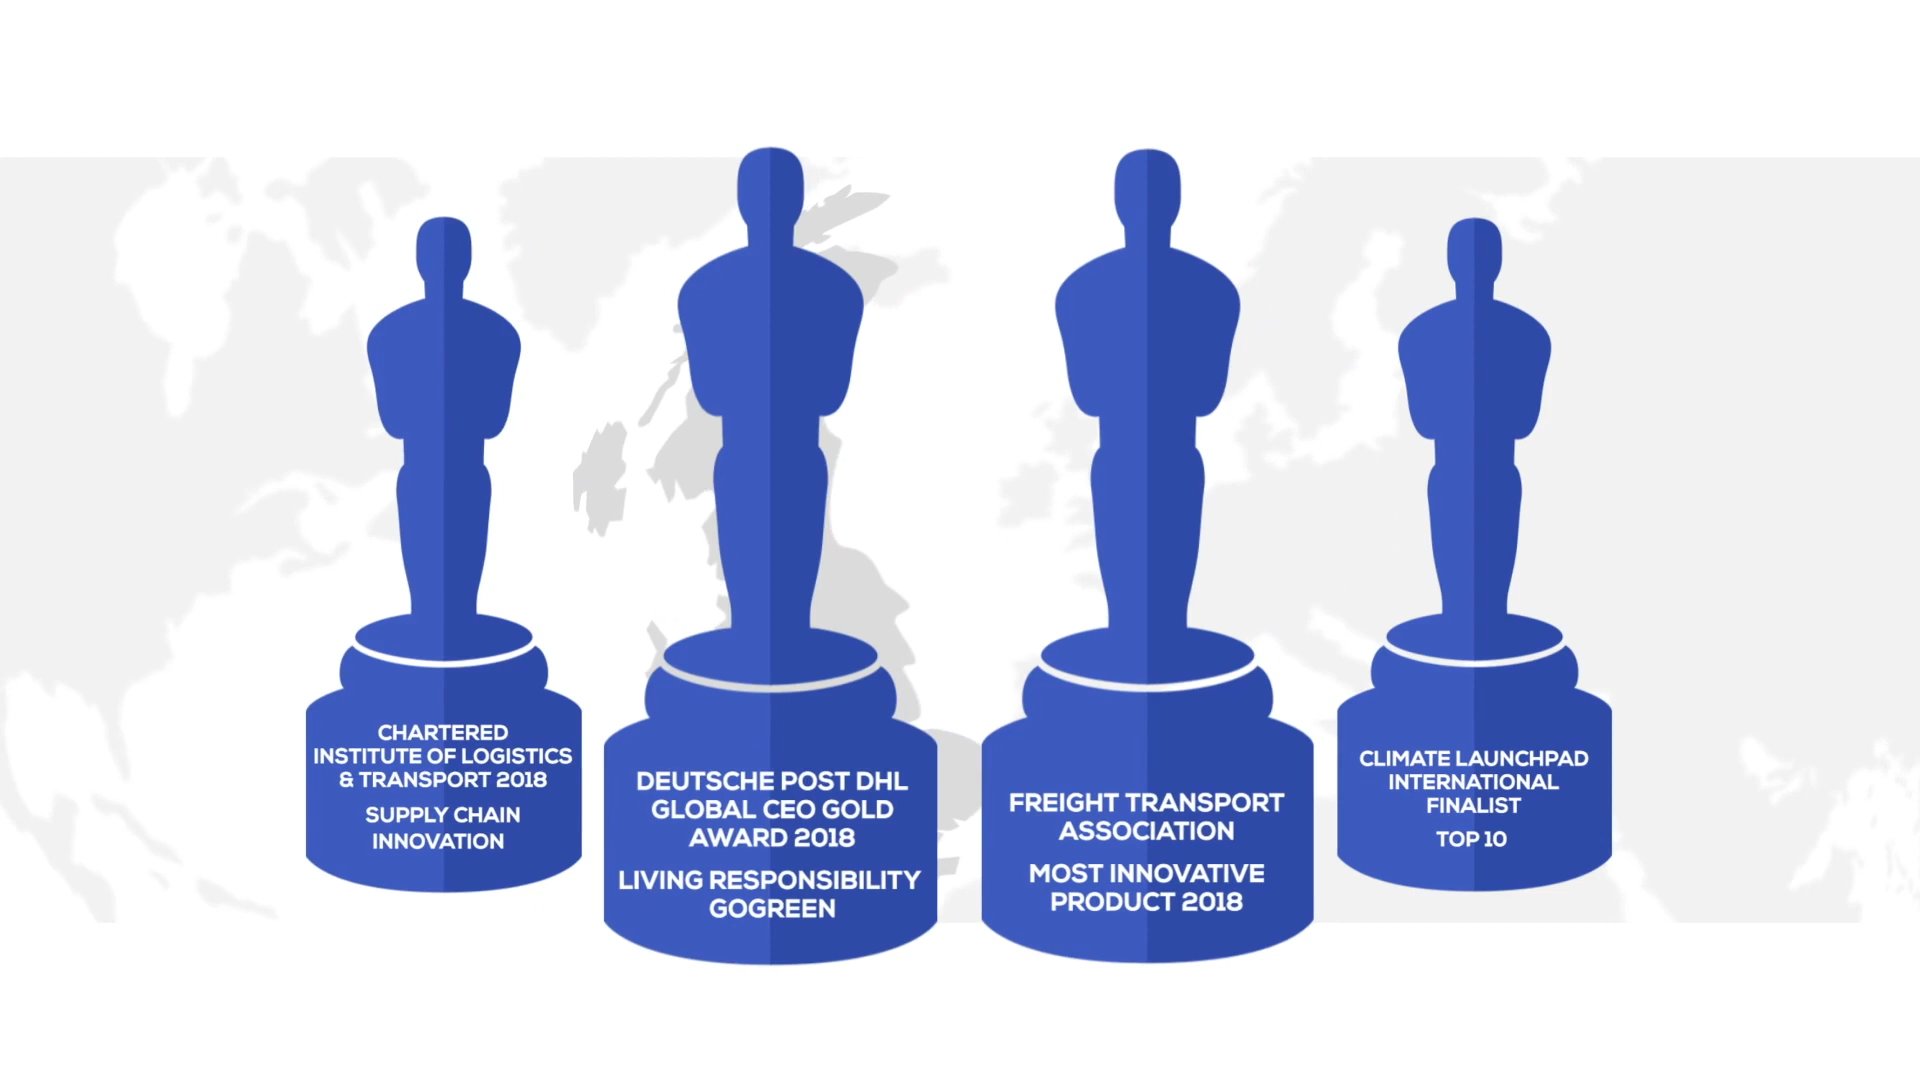 CHARTERED
INSTITUTE OF LOGISTICS
& TRANSPORT 2018
SUPPLY CHAIN
INNOVATION
DEUTSCHE POST DHL
GLOBAL CEO GOLD
AWARD 2018
LIVING RESPONSIBILITY
GOGREEN
FREIGHT TRANSPORT
ASSOCIATION
MOST INNOVATIVE
PRODUCT 2018
CLIMATE LAUNCHPAD
INTERNATIONAL
FINALIST
TOP 10